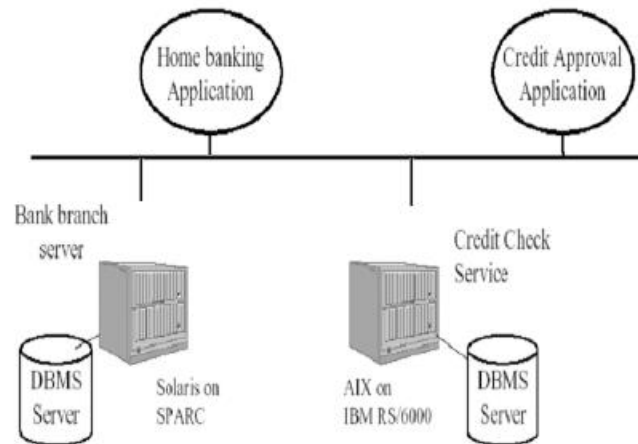 Home banking
Application
Credit Approval
Application
Bank branch
server
Credit Check
Service
DBMS
Server
Solaris on
SPARC
AIX on
IBM RS/6000
DBMS
Server